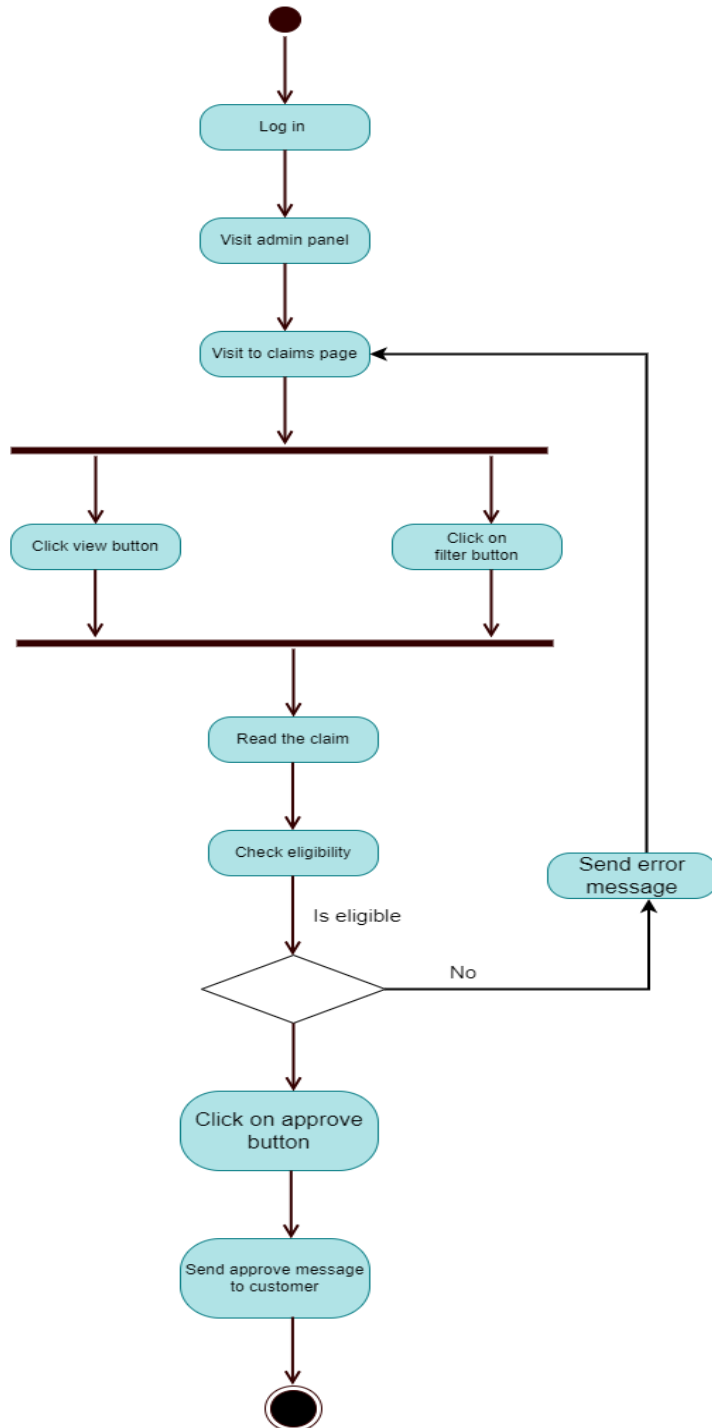 Log in
Visit admin panel
Visit to claims page
Click view button
Click on
filter button
Read the claim
Check eligibility
Send error
message
Is eligible
No
Click on approve
button
Send approve message
to customer